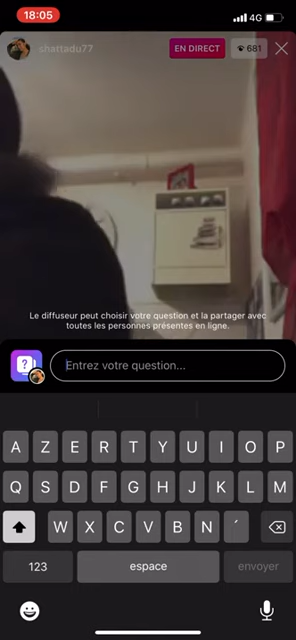 18:05
4G
shattadu77
EN DIRECT
681
Le diffuseur peut choisir votre question et la partager avec
toutes les personnes présentes en ligne.
?
Entrez votre question...
A Z E R T Y U I O P
Q S D F G H J K L M
W X C V B N ´
123 espace envoyer